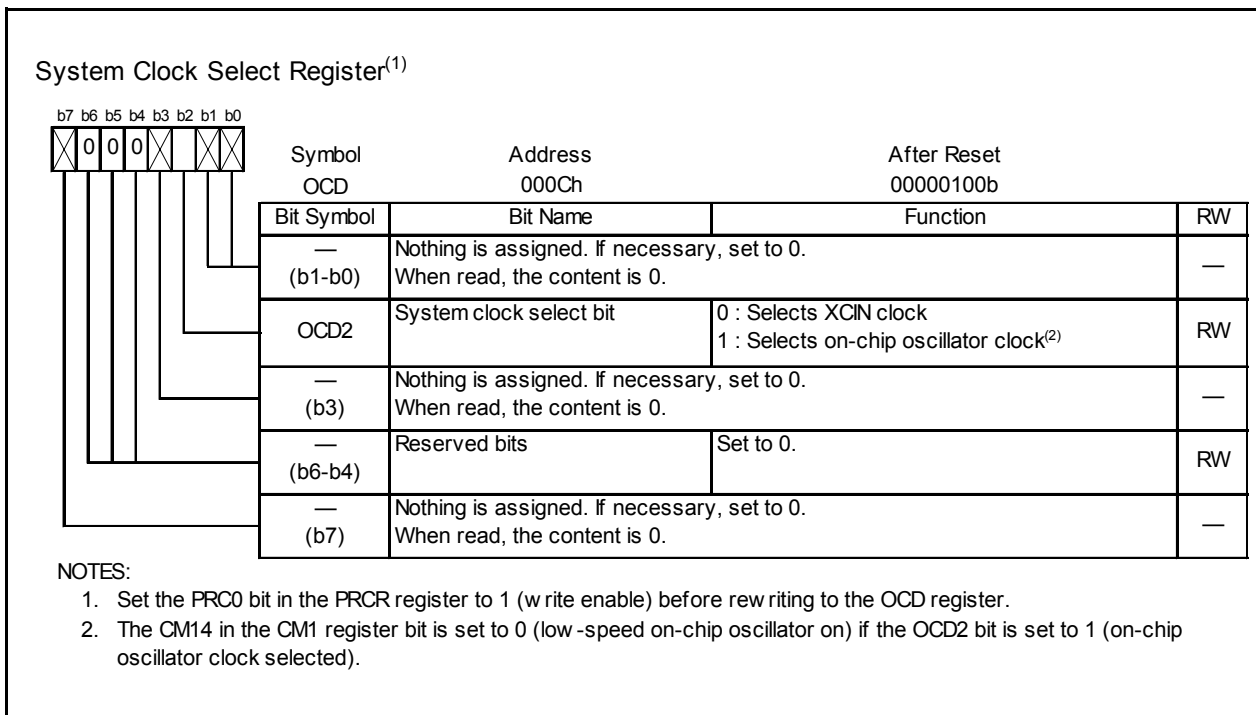 System Clock Select Register(1)
b7 b6 b5 b4 b3 b2 b1 b0
0 0 0
Symbol Address After Reset
OCD 000Ch 00000100b
Bit Symbol Bit Name Function RW
— Nothing is assigned. If necessary, set to 0. —
(b1-b0) When read, the content is 0.
OCD2 System clock select bit 0 : Selects XCIN clock RW
1 : Selects on-chip oscillator clock(2)
— Nothing is assigned. If necessary, set to 0. —
(b3) When read, the content is 0.
— Reserved bits Set to 0. RW
(b6-b4)
— Nothing is assigned. If necessary, set to 0. —
(b7) When read, the content is 0.
NOTES:
1. Set the PRC0 bit in the PRCR register to 1 (write enable) before rewriting to the OCD register.
2. The CM14 in the CM1 register bit is set to 0 (low-speed on-chip oscillator on) if the OCD2 bit is set to 1 (on-chip
oscillator clock selected).